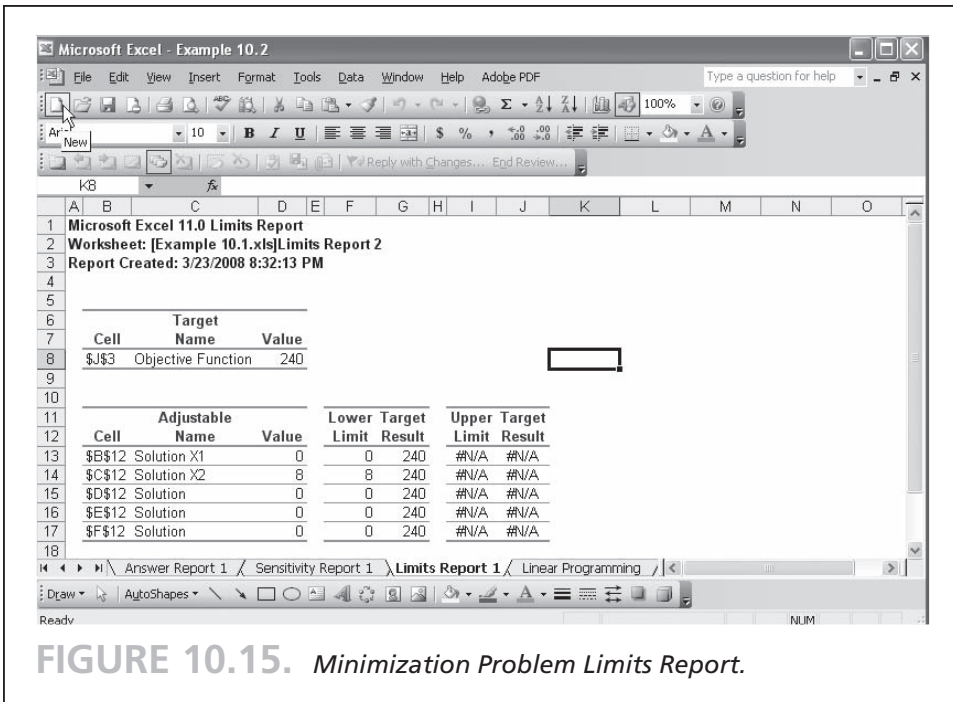 Microsoft Excel - Example 10.2
File Edit View Insert Format Tools Data Window Help Adobe PDF Type a question for help
100%
New
10 B I U $ %
Reply with Changes... End Review...
K8 fx
A B C D E F G H I J K L M N O
1 Microsoft Excel 11.0 Limits Report
2 Worksheet: [Example 10.1.xls]Limits Report 2
3 Report Created: 3/23/2008 8:32:13 PM
4
5
6 Target
7 Cell Name Value
8 $J$3 Objective Function 240
9
10
11 Adjustable Lower Target Upper Target
12 Cell Name Value Limit Result Limit Result
13 $B$12 Solution X1 0 0 240 #N/A #N/A
14 $C$12 Solution X2 8 8 240 #N/A #N/A
15 $D$12 Solution 0 0 240 #N/A #N/A
16 $E$12 Solution 0 0 240 #N/A #N/A
17 $F$12 Solution 0 0 240 #N/A #N/A
18
Answer Report 1 Sensitivity Report 1 Limits Report 1 Linear Programming
Draw AutoShapes
Ready NUM
FIGURE 10.15. Minimization Problem Limits Report.